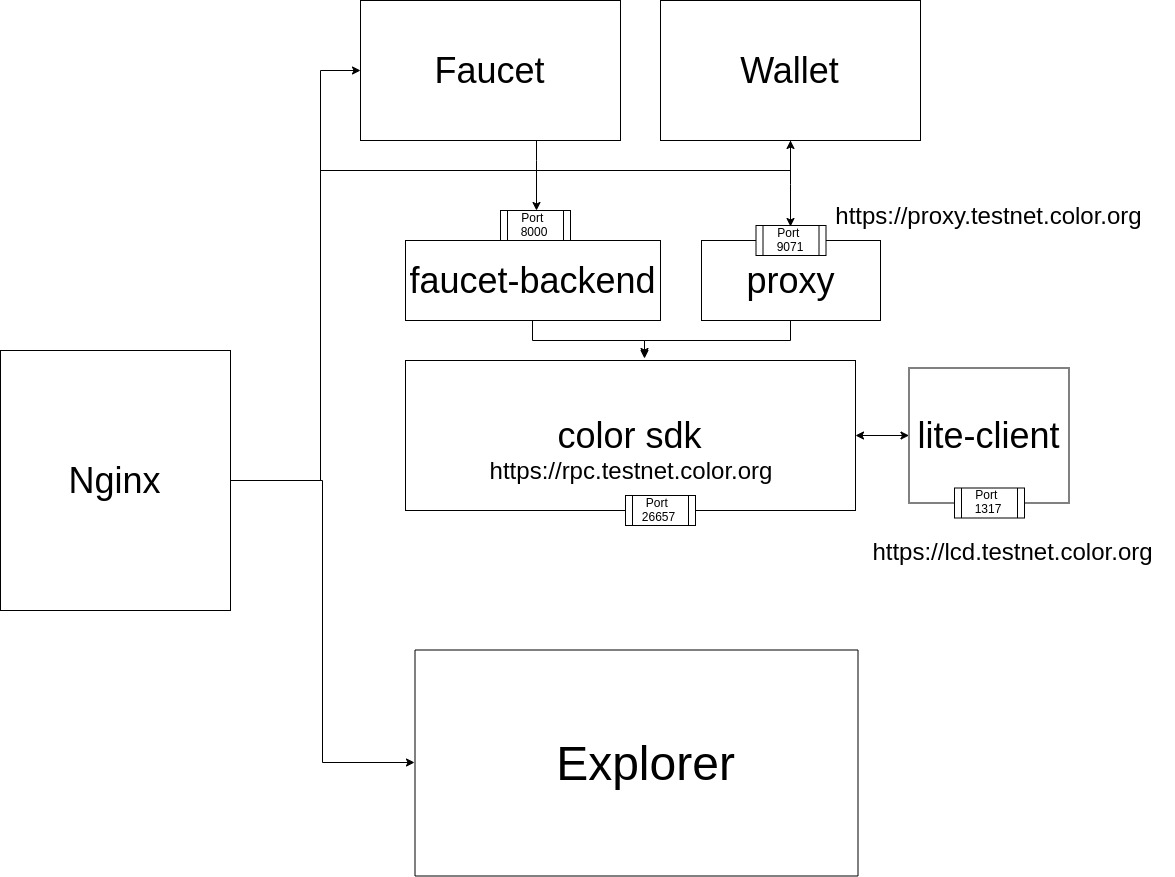 Faucet
Wallet
https://proxy.testnet.color.org
Port
8000
Port
9071
faucet-backend
proxy
color sdk
https://rpc.testnet.color.org
Port
26657
lite-client
Port
1317
https://lcd.testnet.color.org
Nginx
Explorer